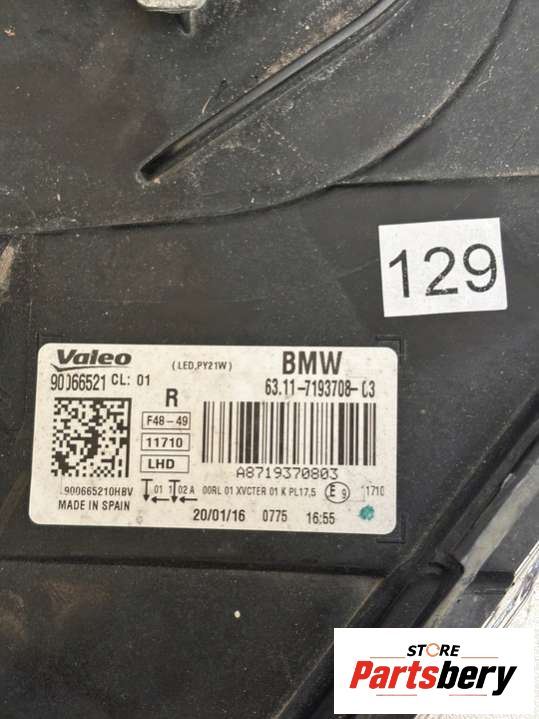 129
Valeo
(LED,PY21W)
BMW
90066521 CL: 01
R
63.11-7193708-03
F48-49
11710
LHD
A8719370803
900665210HBV
01 02 A
00RL 01 XVCTER 01 K PL17,5
E 9
1710
MADE IN SPAIN
20/01/16 0775 16:55
STORE
Partsbery